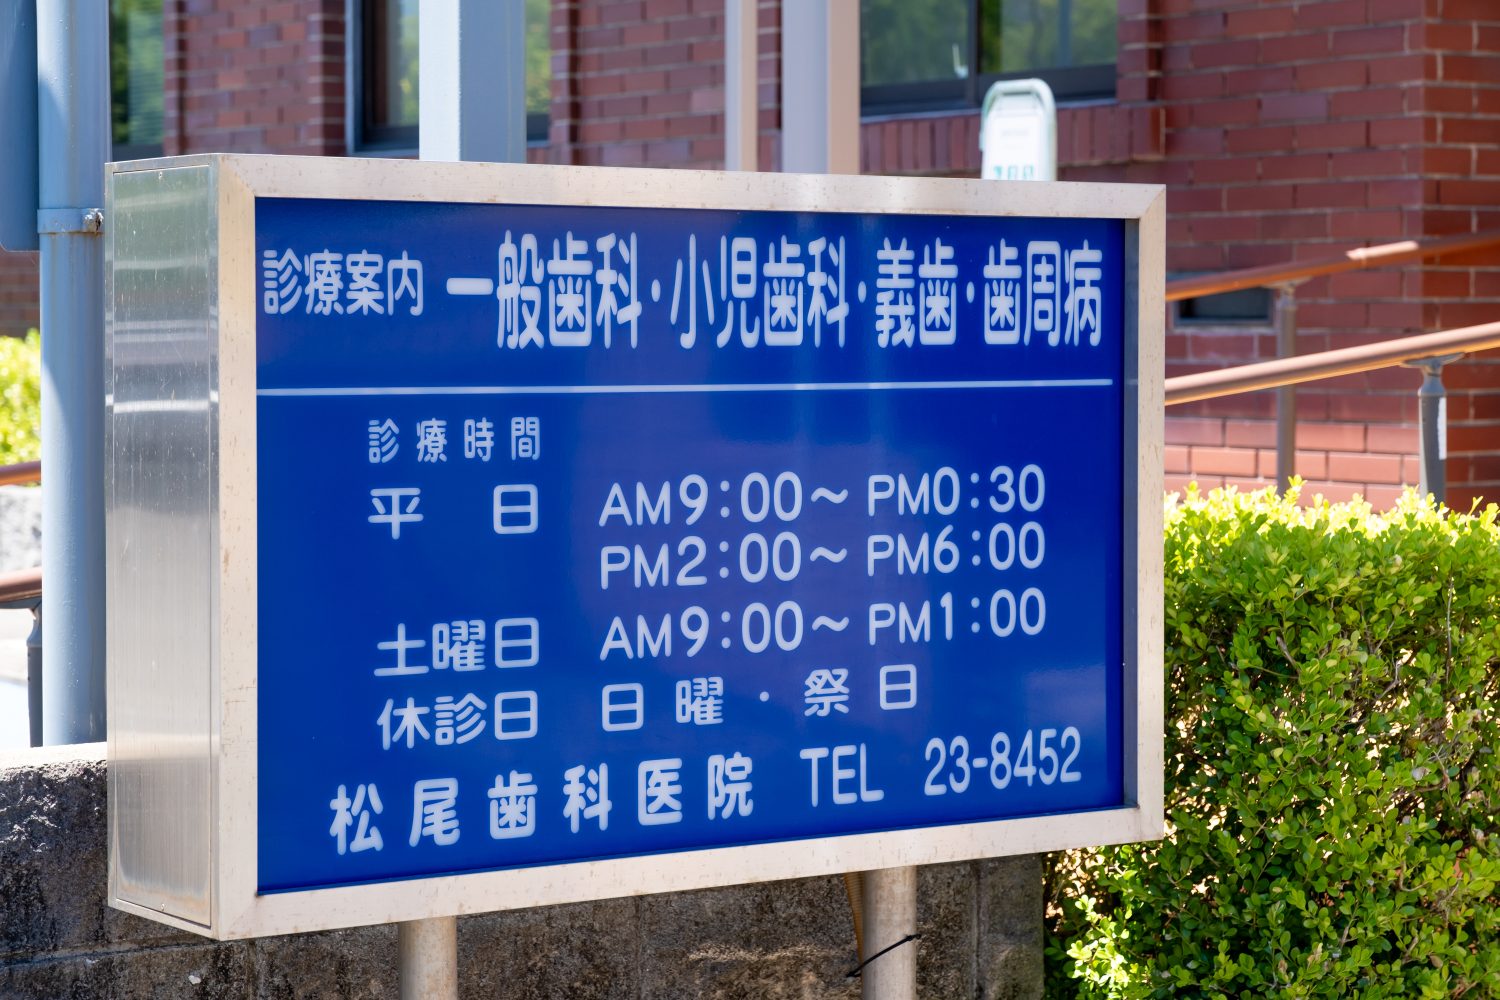 診療案内 一般歯科・小児歯科・義歯・歯周病
診療時間
平 日 AM9:00～PM0:30
PM2:00～PM6:00
土曜日 AM9:00～PM1:00
休診日 日曜・祭日
松尾歯科医院 TEL 23-8452